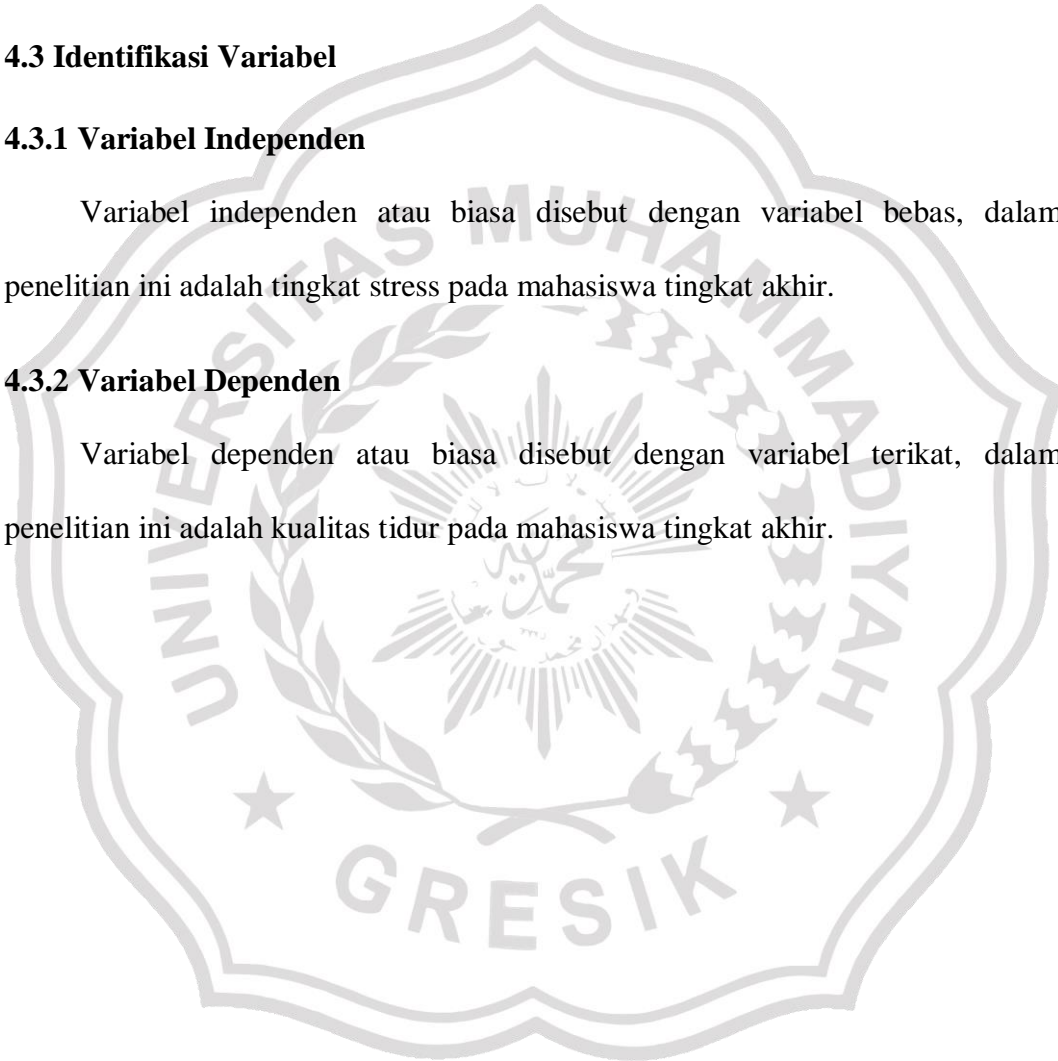 4.3 Identifikasi Variabel
4.3.1 Variabel Independen
Variabel independen atau biasa disebut dengan variabel bebas, dalam
penelitian ini adalah tingkat stress pada mahasiswa tingkat akhir.
4.3.2 Variabel Dependen
Variabel dependen atau biasa disebut dengan variabel terikat, dalam
penelitian ini adalah kualitas tidur pada mahasiswa tingkat akhir.
UNIVERSITAS MUHAMMADIYAH
GRESIK